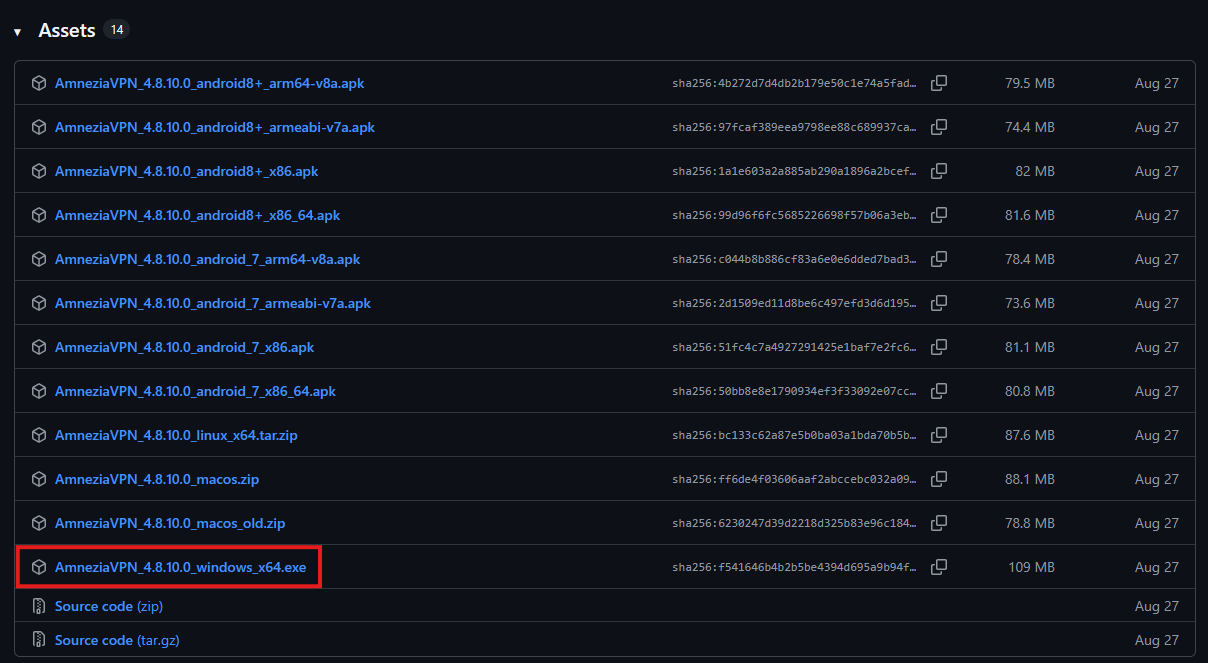 Assets 14
AmneziaVPN_4.8.10.0_android8+_arm64-v8a.apk sha256:4b272d7d4db2b179e50c1e74a5fad… 79.5 MB Aug 27
AmneziaVPN_4.8.10.0_android8+_armeabi-v7a.apk sha256:97fcaf389eea9798ee88c689937ca… 74.4 MB Aug 27
AmneziaVPN_4.8.10.0_android8+_x86.apk sha256:1a1e603a2a885ab290a1896a2bcef… 82 MB Aug 27
AmneziaVPN_4.8.10.0_android8+_x86_64.apk sha256:99d96f6fc5685226698f57b06a3eb… 81.6 MB Aug 27
AmneziaVPN_4.8.10.0_android_7_arm64-v8a.apk sha256:c044b8b886cf83a6e0e6dded7bad3… 78.4 MB Aug 27
AmneziaVPN_4.8.10.0_android_7_armeabi-v7a.apk sha256:2d1509ed11d8be6c497efd3d6d195… 73.6 MB Aug 27
AmneziaVPN_4.8.10.0_android_7_x86.apk sha256:51fc4c7a4927291425e1baf7e2fc6… 81.1 MB Aug 27
AmneziaVPN_4.8.10.0_android_7_x86_64.apk sha256:50bb8e8e1790934ef3f33092e07cc… 80.8 MB Aug 27
AmneziaVPN_4.8.10.0_linux_x64.tar.zip sha256:bc133c62a87e5b0ba03a1bda70b5b… 87.6 MB Aug 27
AmneziaVPN_4.8.10.0_macos.zip sha256:ff6de4f03606aaf2abccebc032a09… 88.1 MB Aug 27
AmneziaVPN_4.8.10.0_macos_old.zip sha256:6230247d39d2218d325b83e96c184… 78.8 MB Aug 27
AmneziaVPN_4.8.10.0_windows_x64.exe sha256:f541646b4b2b5be4394d695a9b94f… 109 MB Aug 27
Source code (zip) Aug 27
Source code (tar.gz) Aug 27